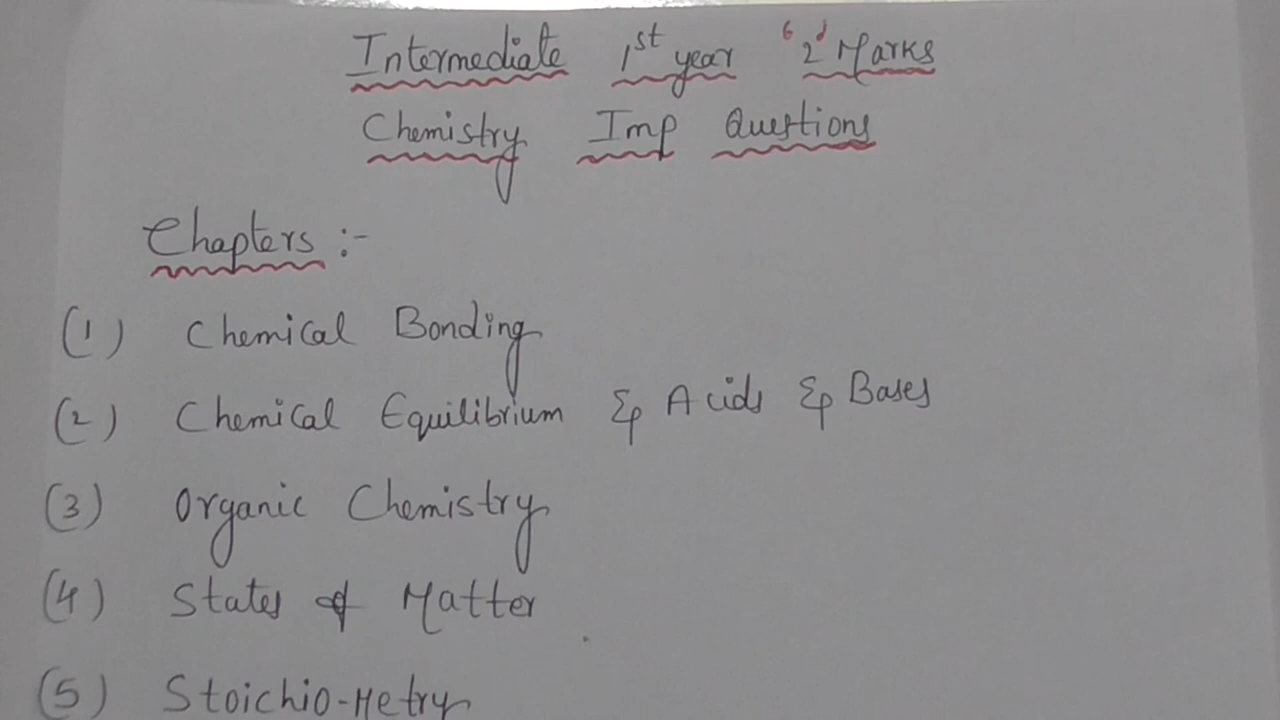 Intermediate 1st year "2" Marks
Chemistry Imp Questions
Chapters :-
(1) Chemical Bonding
(2) Chemical Equilibrium & Acids & Bases
(3) Organic Chemistry
(4) States of Matter
(5) Stoichio-Metry